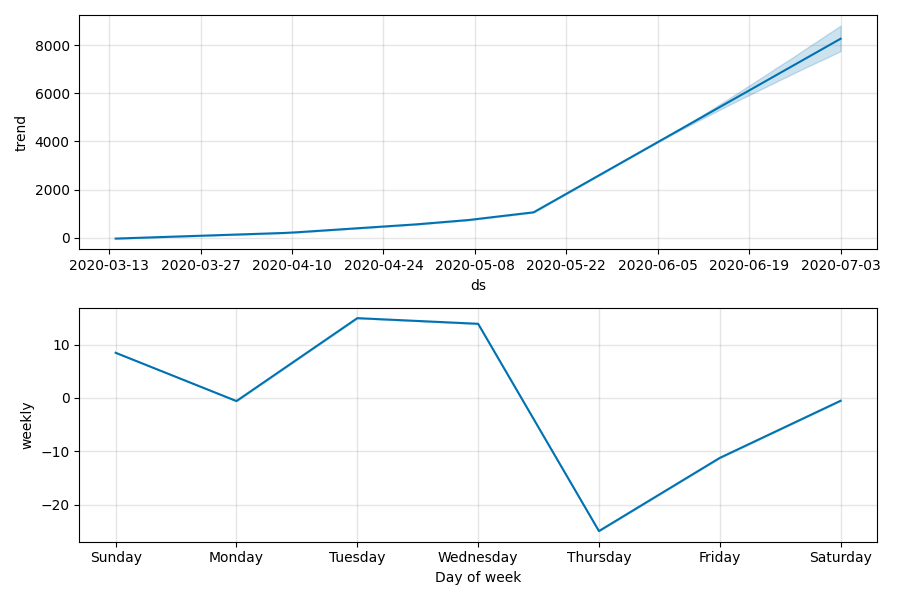 8000
6000
4000
2000
0
trend
2020-03-13 2020-03-27 2020-04-10 2020-04-24 2020-05-08 2020-05-22 2020-06-05 2020-06-19 2020-07-03
ds
10
0
−10
−20
weekly
Sunday Monday Tuesday Wednesday Thursday Friday Saturday
Day of week